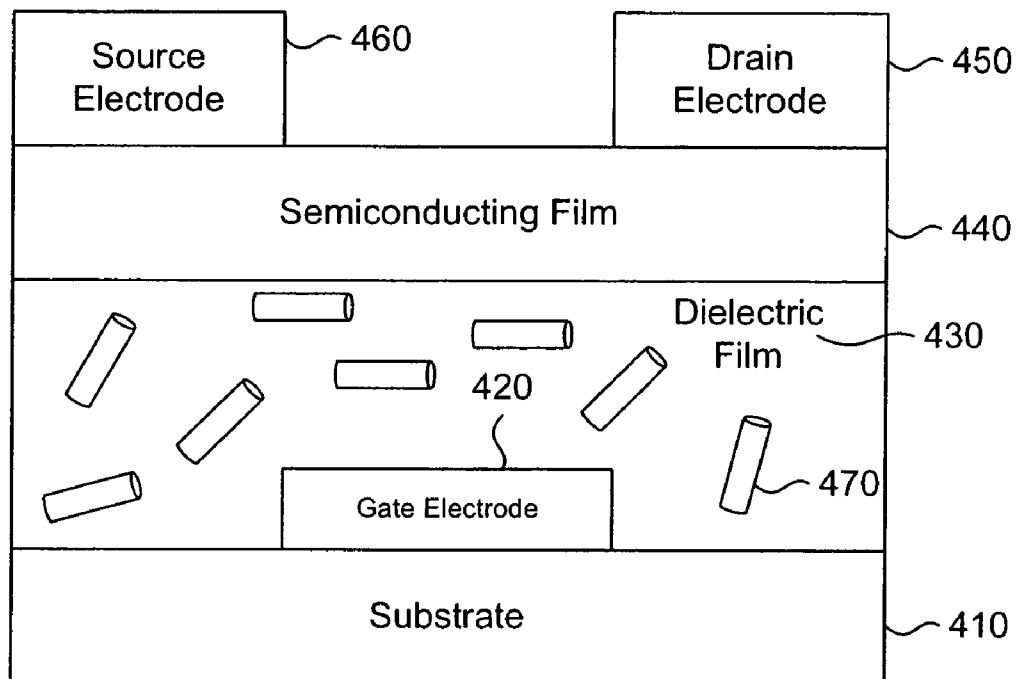 Source
Electrode
460
Drain
Electrode
450
Semiconducting Film
440
Dielectric
Film
430
420
Gate Electrode
470
Substrate
410